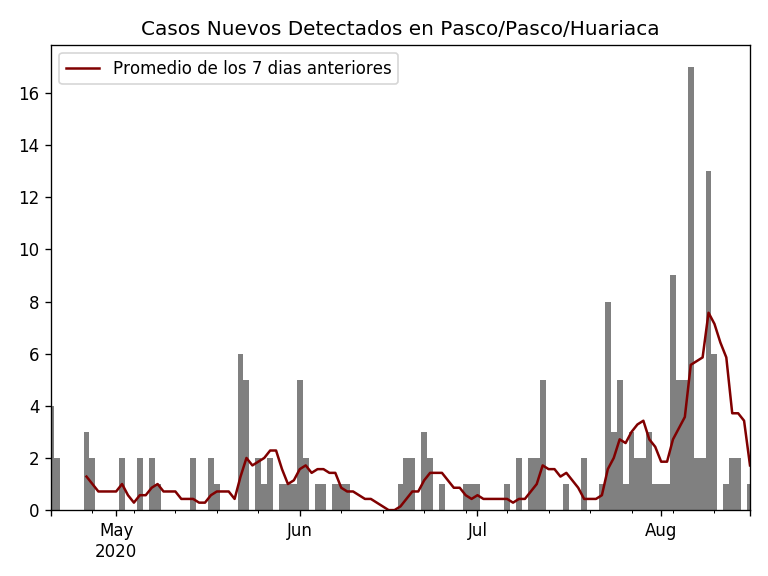 Casos Nuevos Detectados en Pasco/Pasco/Huariaca
Promedio de los 7 dias anteriores
16
14
12
10
8
6
4
2
0
May
2020
Jun
Jul
Aug